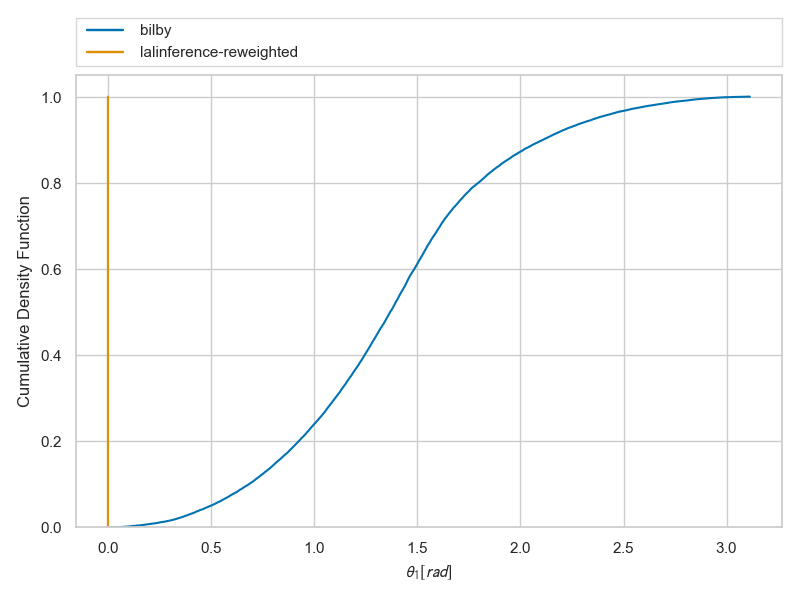 bilby
lalinference-reweighted
Cumulative Density Function
1.0
0.8
0.6
0.4
0.2
0.0
0.0 0.5 1.0 1.5 2.0 2.5 3.0
θ₁[rad]